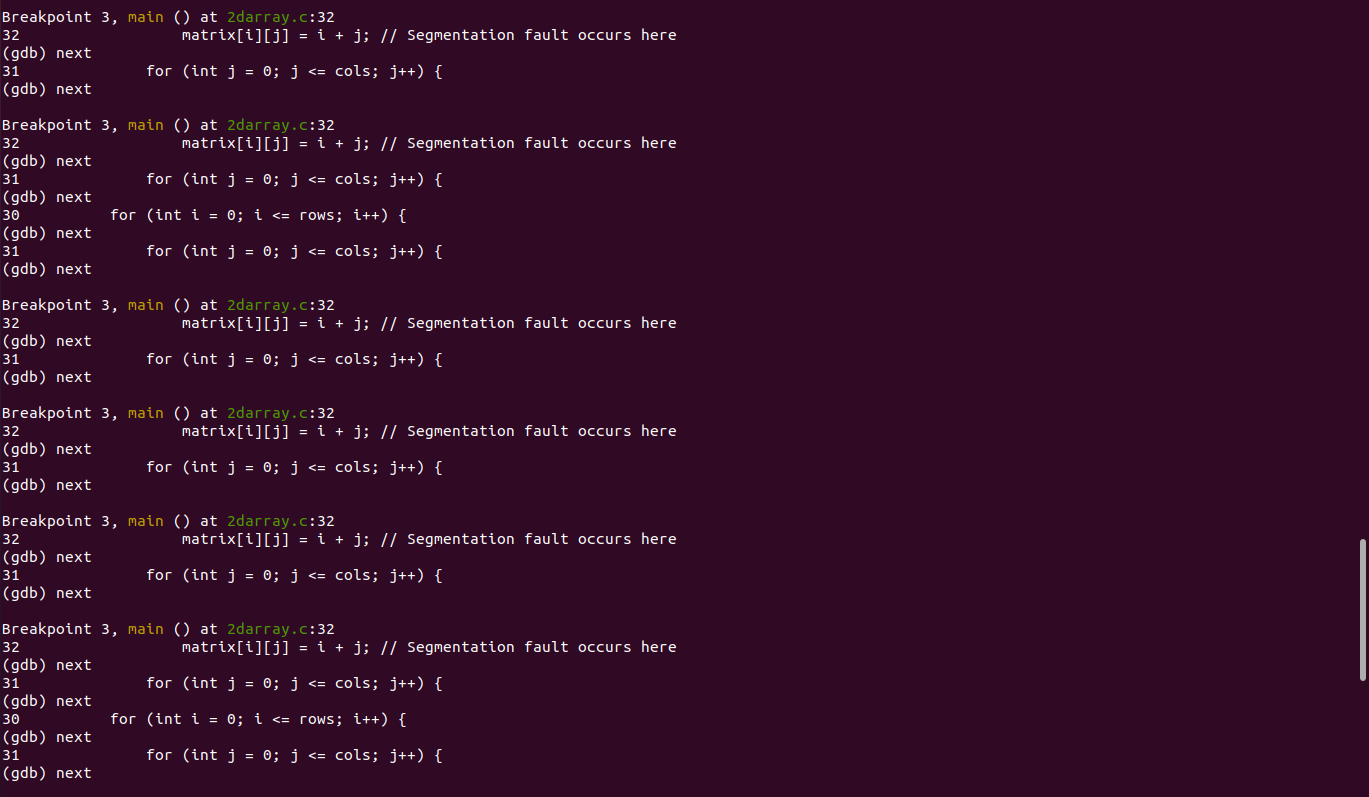 Breakpoint 3, main () at 2darray.c:32
32                  matrix[i][j] = i + j; // Segmentation fault occurs here
(gdb) next
31              for (int j = 0; j <= cols; j++) {
(gdb) next

Breakpoint 3, main () at 2darray.c:32
32                  matrix[i][j] = i + j; // Segmentation fault occurs here
(gdb) next
31              for (int j = 0; j <= cols; j++) {
(gdb) next
30          for (int i = 0; i <= rows; i++) {
(gdb) next
31              for (int j = 0; j <= cols; j++) {
(gdb) next

Breakpoint 3, main () at 2darray.c:32
32                  matrix[i][j] = i + j; // Segmentation fault occurs here
(gdb) next
31              for (int j = 0; j <= cols; j++) {
(gdb) next

Breakpoint 3, main () at 2darray.c:32
32                  matrix[i][j] = i + j; // Segmentation fault occurs here
(gdb) next
31              for (int j = 0; j <= cols; j++) {
(gdb) next

Breakpoint 3, main () at 2darray.c:32
32                  matrix[i][j] = i + j; // Segmentation fault occurs here
(gdb) next
31              for (int j = 0; j <= cols; j++) {
(gdb) next

Breakpoint 3, main () at 2darray.c:32
32                  matrix[i][j] = i + j; // Segmentation fault occurs here
(gdb) next
31              for (int j = 0; j <= cols; j++) {
(gdb) next
30          for (int i = 0; i <= rows; i++) {
(gdb) next
31              for (int j = 0; j <= cols; j++) {
(gdb) next